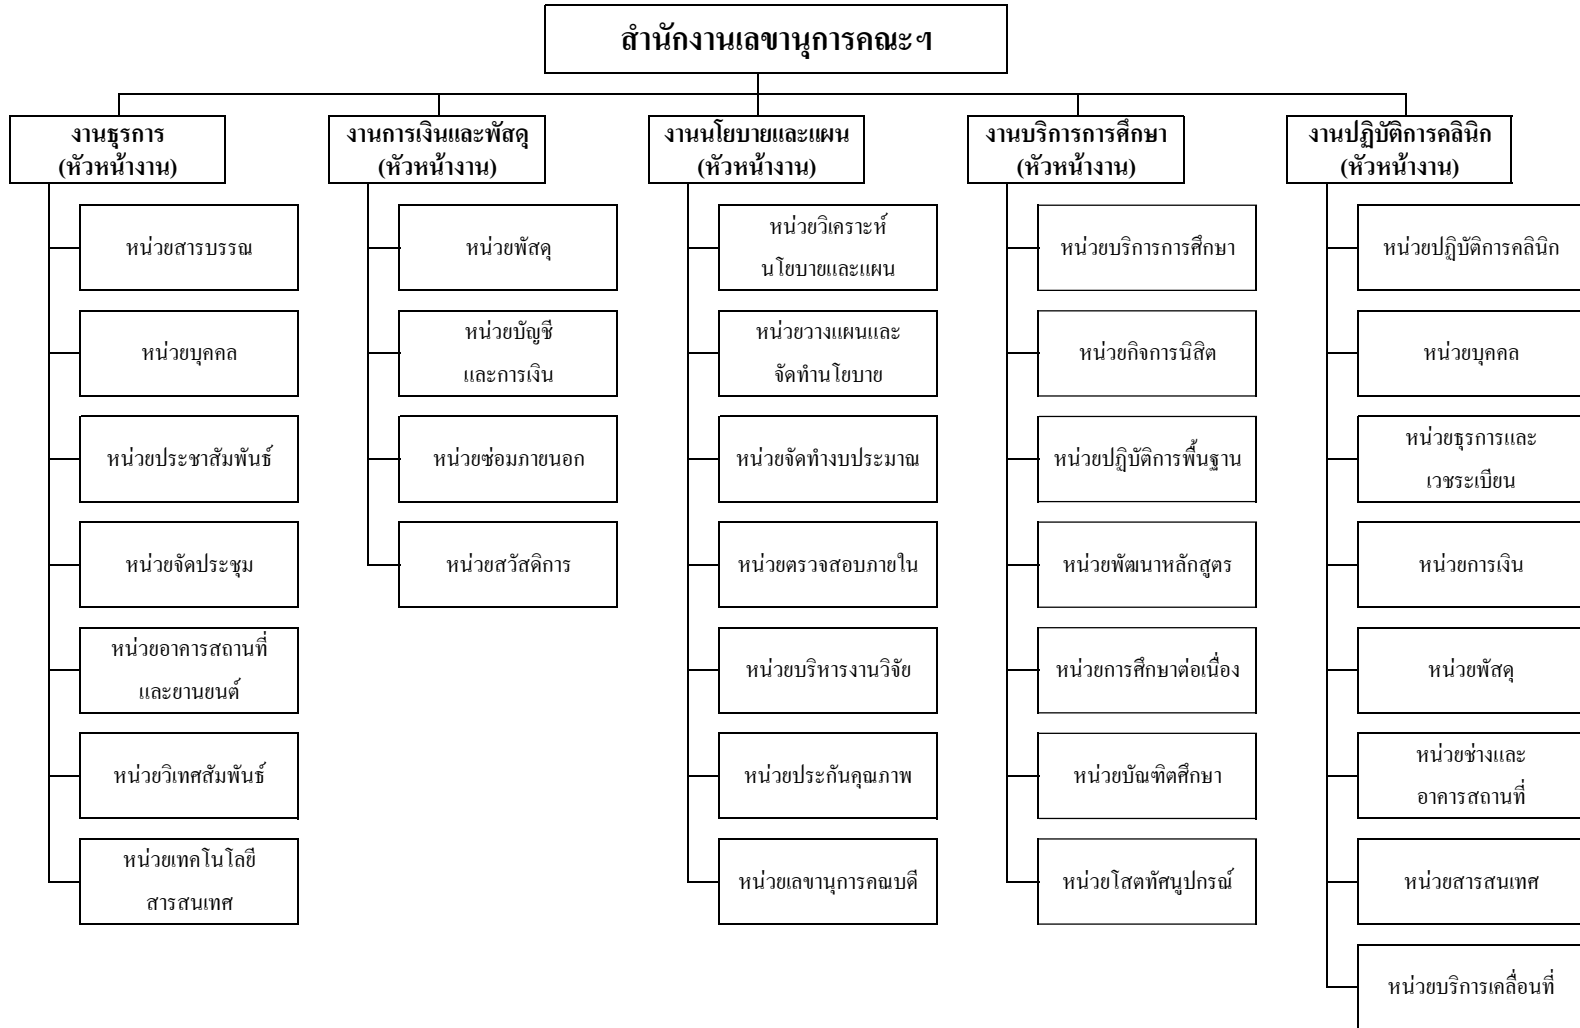 สำนักงานเลขานุการคณะฯ
งานธุรการ
(หัวหน้างาน)
หน่วยสารบรรณ
หน่วยบุคคล
หน่วยประชาสัมพันธ์
หน่วยจัดประชุม
หน่วยอาคารสถานที่
และยานยนต์
หน่วยวิเทศสัมพันธ์
หน่วยเทคโนโลยี
สารสนเทศ
งานการเงินและพัสดุ
(หัวหน้างาน)
หน่วยพัสดุ
หน่วยบัญชี
และการเงิน
หน่วยซ่อมภายนอก
หน่วยสวัสดิการ
งานนโยบายและแผน
(หัวหน้างาน)
หน่วยวิเคราะห์
นโยบายและแผน
หน่วยวางแผนและ
จัดทำนโยบาย
หน่วยจัดทำงบประมาณ
หน่วยตรวจสอบภายใน
หน่วยบริหารงานวิจัย
หน่วยประกันคุณภาพ
หน่วยเลขานุการคณบดี
งานบริการการศึกษา
(หัวหน้างาน)
หน่วยบริการการศึกษา
หน่วยกิจการนิสิต
หน่วยปฏิบัติการพื้นฐาน
หน่วยพัฒนาหลักสูตร
หน่วยการศึกษาต่อเนื่อง
หน่วยบัณฑิตศึกษา
หน่วยโสตทัศนูปกรณ์
งานปฏิบัติการคลินิก
(หัวหน้างาน)
หน่วยปฏิบัติการคลินิก
หน่วยบุคคล
หน่วยธุรการและ
เวชระเบียน
หน่วยการเงิน
หน่วยพัสดุ
หน่วยช่างและ
อาคารสถานที่
หน่วยสารสนเทศ
หน่วยบริการเคลื่อนที่